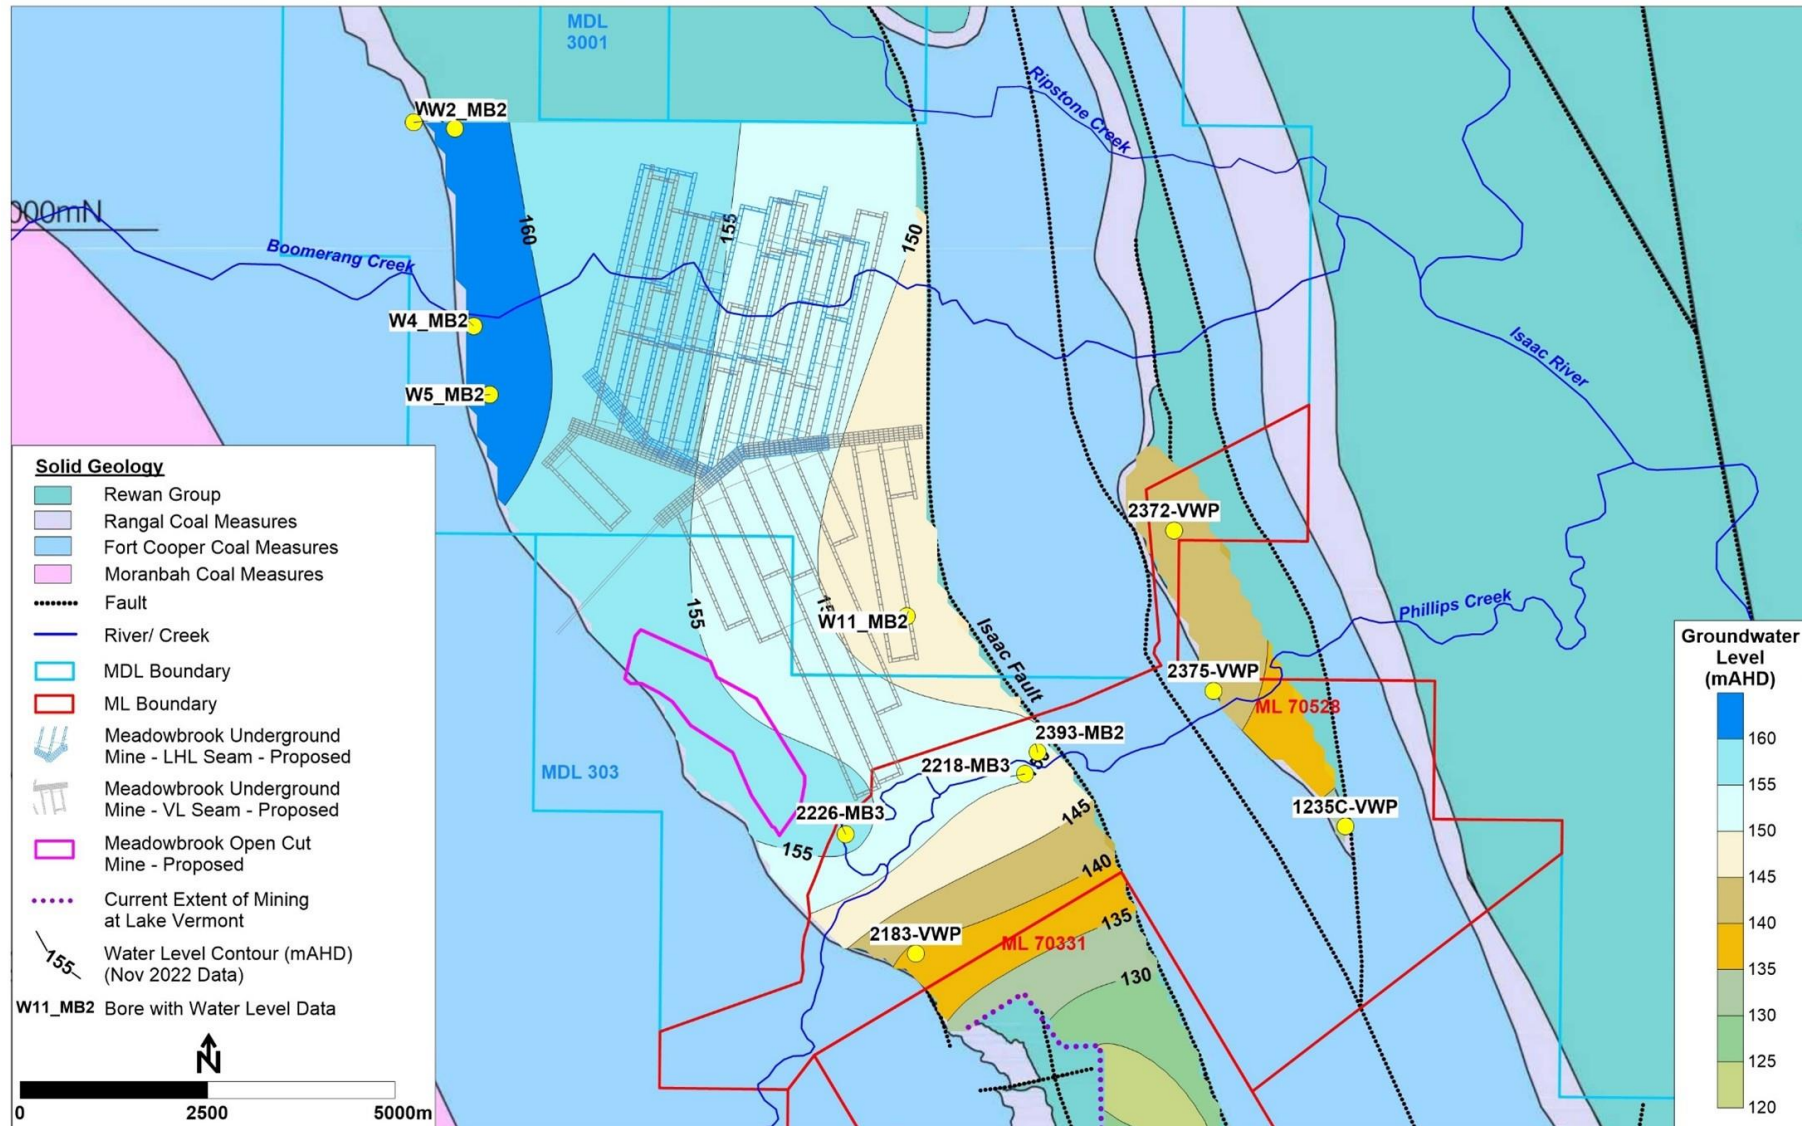 MDL
3001
WW2_MB2
Ripstone Creek
000mN
160
155
150
Boomerang Creek
W4_MB2
W5_MB2
Isaac River
2372-VWP
Phillips Creek
155
W11_MB2
Isaac Fault
2375-VWP
ML 70528
2393-MB2
2218-MB3
MDL 303
2226-MB3
155
145
1235C-VWP
140
135
2183-VWP
ML 70331
130
Solid Geology
Rewan Group
Rangal Coal Measures
Fort Cooper Coal Measures
Moranbah Coal Measures
Fault
River/ Creek
MDL Boundary
ML Boundary
Meadowbrook Underground
Mine - LHL Seam - Proposed
Meadowbrook Underground
Mine - VL Seam - Proposed
Meadowbrook Open Cut
Mine - Proposed
Current Extent of Mining
at Lake Vermont
155
Water Level Contour (mAHD)
(Nov 2022 Data)
W11_MB2 Bore with Water Level Data
N
0 2500 5000m
Groundwater
Level
(mAHD)
160
155
150
145
140
135
130
125
120